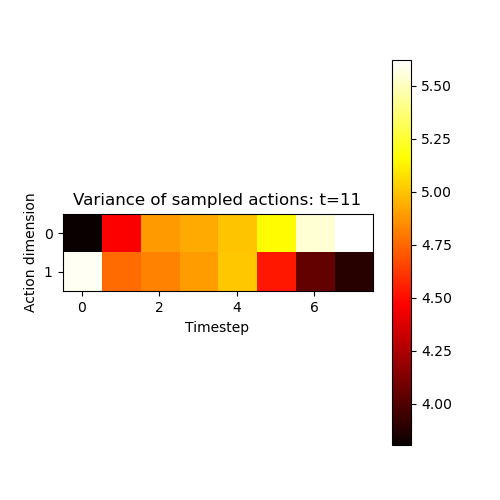 Variance of sampled actions: t=11
Action dimension
0
1
0 2 4 6
Timestep
5.50
5.25
5.00
4.75
4.50
4.25
4.00